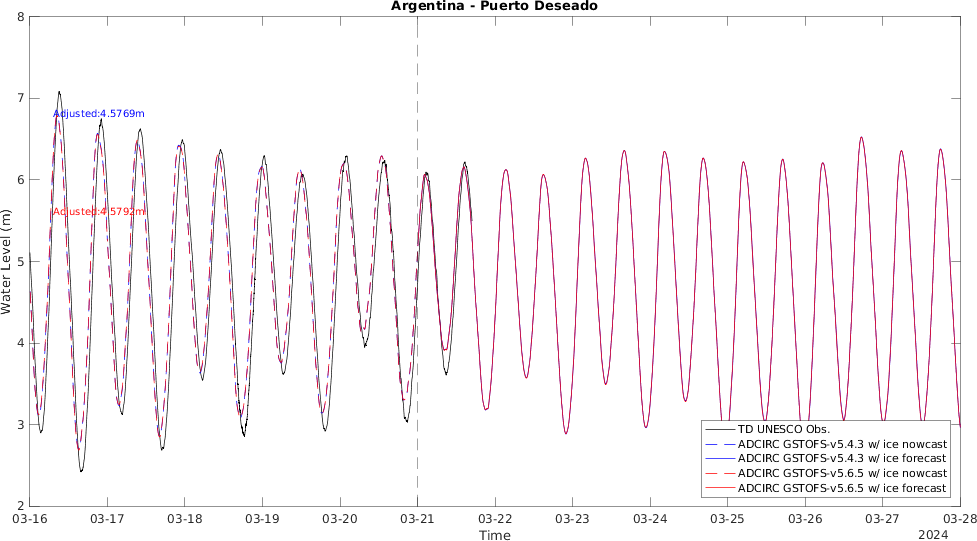 Argentina - Puerto Deseado
8
7
6
5
4
3
2
Water Level (m)
Adjusted:4.5769m
Adjusted:4.5792m
TD UNESCO Obs.
ADCIRC GSTOFS-v5.4.3 w/ ice nowcast
ADCIRC GSTOFS-v5.4.3 w/ ice forecast
ADCIRC GSTOFS-v5.6.5 w/ ice nowcast
ADCIRC GSTOFS-v5.6.5 w/ ice forecast
03-16 03-17 03-18 03-19 03-20 03-21 03-22 03-23 03-24 03-25 03-26 03-27 03-28
Time
2024